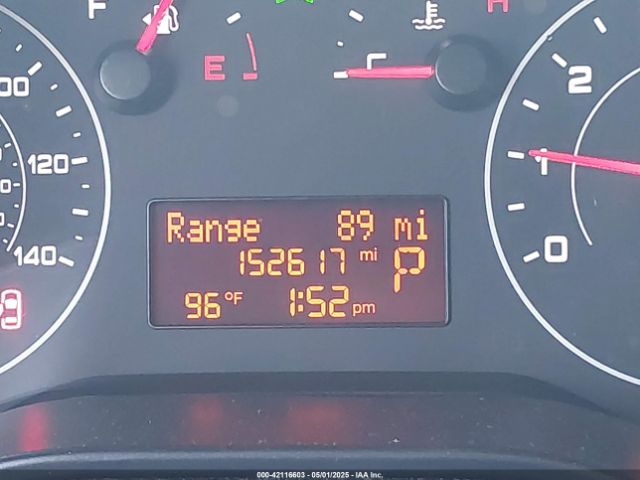 F
H
E
C
00
120
140
2
1
0
Range 89 mi
152617 mi P
96°F 1:52 pm
000-42116603 - 05/01/2025 - IAA Inc.